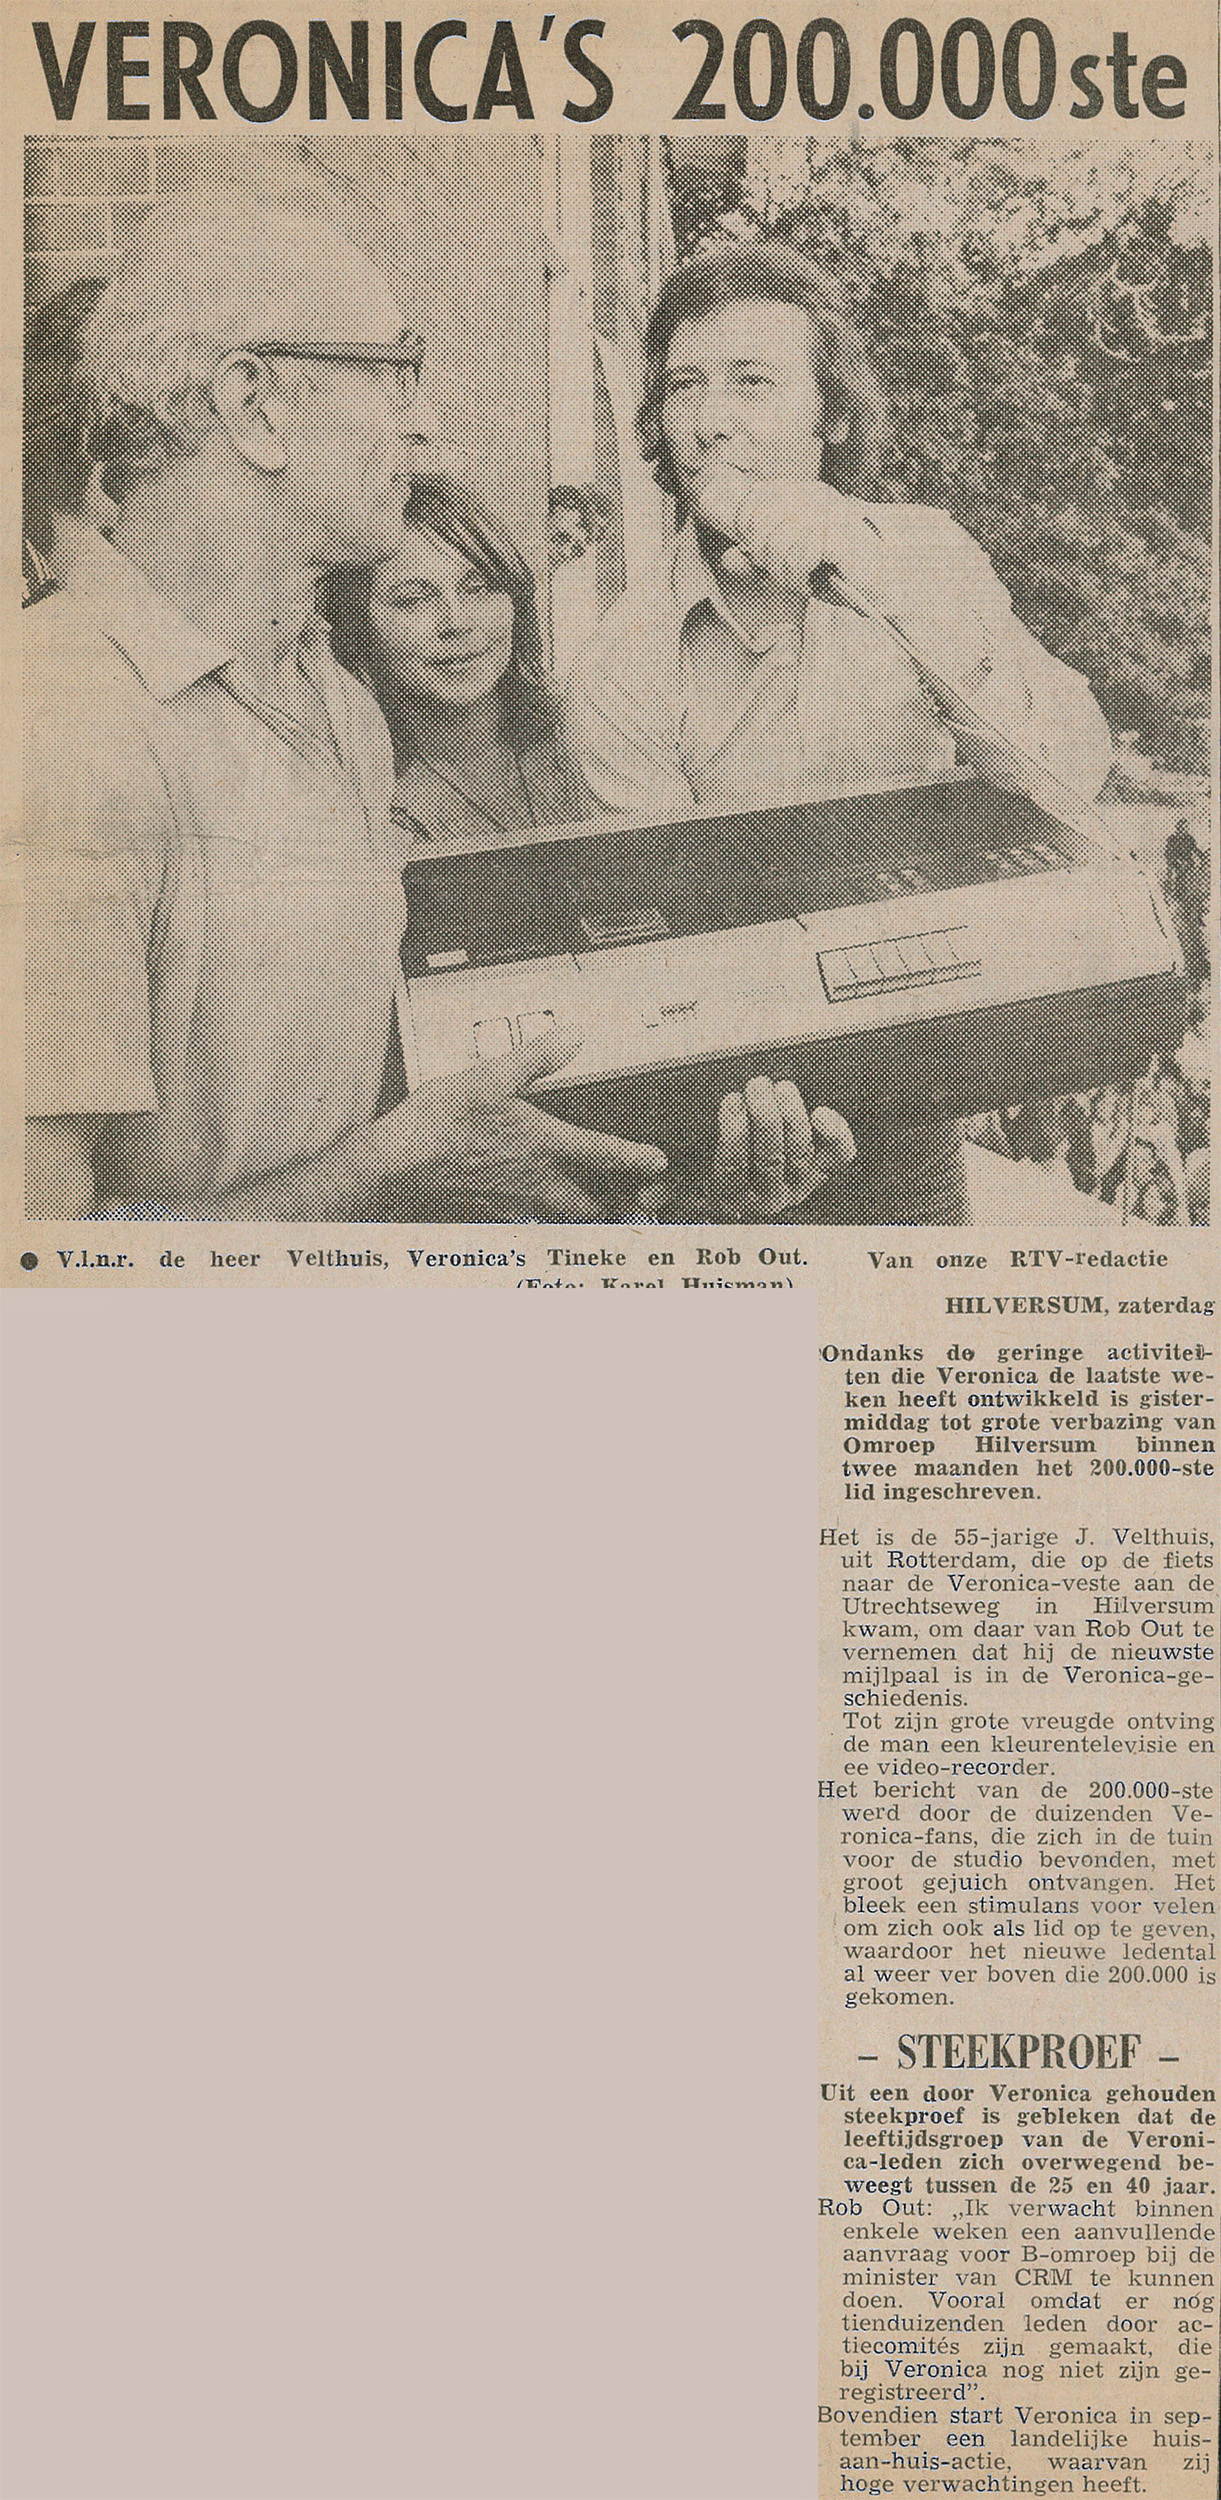 VERONICA'S 200.000ste
● V.l.n.r. de heer Velthuis, Veronica's Tineke en Rob Out.
(Foto: Karel Huisman)
Van onze RTV-redactie
HILVERSUM, zaterdag
Ondanks de geringe activitei-
ten die Veronica de laatste we-
ken heeft ontwikkeld is gister-
middag tot grote verbazing van
Omroep Hilversum binnen
twee maanden het 200.000-ste
lid ingeschreven.
Het is de 55-jarige J. Velthuis,
uit Rotterdam, die op de fiets
naar de Veronica-veste aan de
Utrechtseweg in Hilversum
kwam, om daar van Rob Out te
vernemen dat hij de nieuwste
mijlpaal is in de Veronica-ge-
schiedenis.
Tot zijn grote vreugde ontving
de man een kleurentelevisie en
ee video-recorder.
Het bericht van de 200.000-ste
werd door de duizenden Ve-
ronica-fans, die zich in de tuin
voor de studio bevonden, met
groot gejuich ontvangen. Het
bleek een stimulans voor velen
om zich ook als lid op te geven,
waardoor het nieuwe ledental
al weer ver boven die 200.000 is
gekomen.
– STEEKPROEF –
Uit een door Veronica gehouden
steekproef is gebleken dat de
leeftijdsgroep van de Veroni-
ca-leden zich overwegend be-
weegt tussen de 25 en 40 jaar.
Rob Out: „Ik verwacht binnen
enkele weken een aanvullende
aanvraag voor B-omroep bij de
minister van CRM te kunnen
doen. Vooral omdat er nóg
tienduizenden leden door ac-
tiecomités zijn gemaakt, die
bij Veronica nog niet zijn ge-
registreerd”.
Bovendien start Veronica in sep-
tember een landelijke huis-
aan-huis-actie, waarvan zij
hoge verwachtingen heeft.